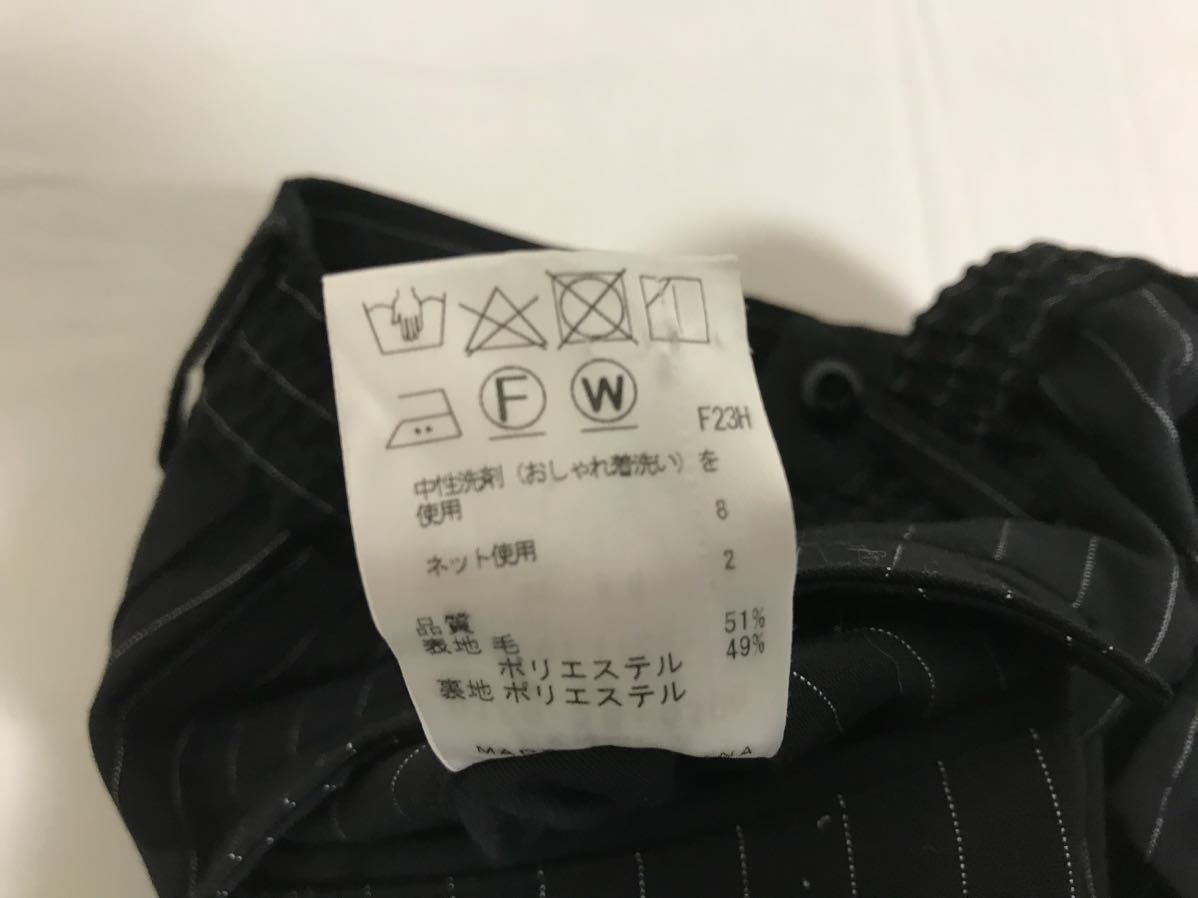 F W F23H
中性洗剤（おしゃれ着洗い）を
使用 8
ネット使用 2
品質 51%
表地 毛 49%
ポリエステル
裏地 ポリエステル